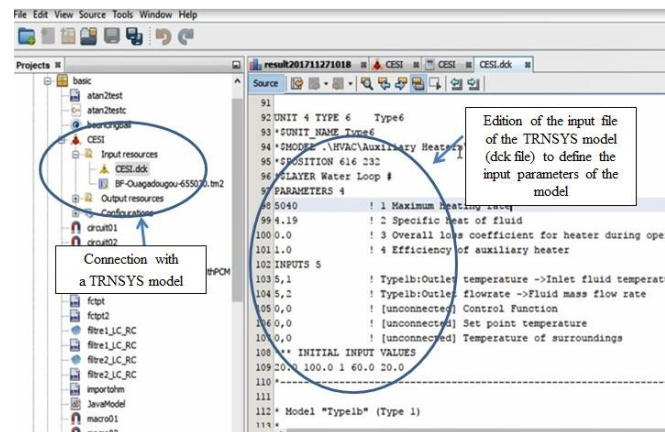 File Edit View Source Tools Window Help
Projects
basic
atan2test
atan2testc
bouncingball
CESI
Input resources
CESI.dck
BF-Ouagadougou-655030.tm2
Output resources
Configurations
circuit01
circuit02
Connection with
a TRNSYS model
thPCM
fctpt
fctpt2
filtre1_LC_RC
filtre1_LC_RC
filtre2_LC_RC
filtre2_LC_RC
importohm
JavaModel
macro01
result201711271018 CESI CESI CESI.dck
Source
91
92 UNIT 4 TYPE 6 Type6
93 *$UNIT_NAME Type6
94 *$MODEL .\HVAC\Auxiliary Heaters\
95 *$POSITION 616 232
96 *$LAYER Water Loop #
97 PARAMETERS 4
98 5040 ! 1 Maximum heating rate
99 4.19 ! 2 Specific heat of fluid
100 0.0 ! 3 Overall loss coefficient for heater during oper
101 1.0 ! 4 Efficiency of auxiliary heater
102 INPUTS 5
103 5,1 ! Type1b:Outlet temperature ->Inlet fluid temperat
104 5,2 ! Type1b:Outlet flowrate ->Fluid mass flow rate
105 0,0 ! [unconnected] Control Function
106 0,0 ! [unconnected] Set point temperature
107 0,0 ! [unconnected] Temperature of surroundings
108 *** INITIAL INPUT VALUES
109 20.0 100.0 1 60.0 20.0
110 *------------------------------------------------------------------------------
111
112 * Model "Type1b" (Type 1)
113 *
Edition of the input file
of the TRNSYS model
(dck file) to define the
input parameters of the
model